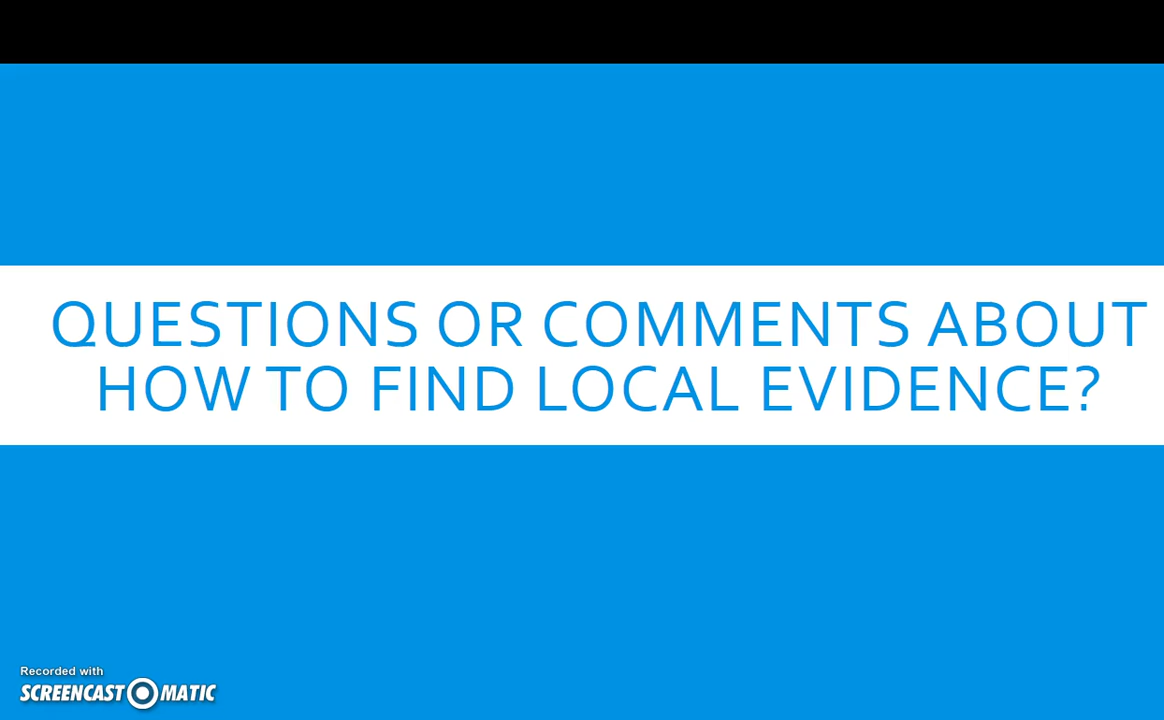 QUESTIONS OR COMMENTS ABOUT
HOW TO FIND LOCAL EVIDENCE?
Recorded with
SCREENCAST MATIC